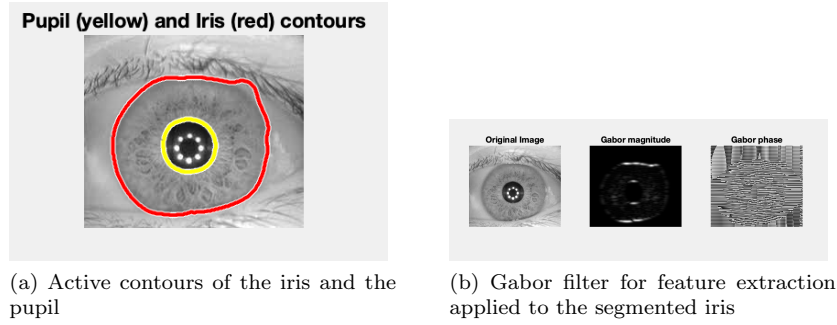 Pupil (yellow) and Iris (red) contours
(a) Active contours of the iris and the
pupil
Original Image
Gabor magnitude
Gabor phase
(b) Gabor filter for feature extraction
applied to the segmented iris